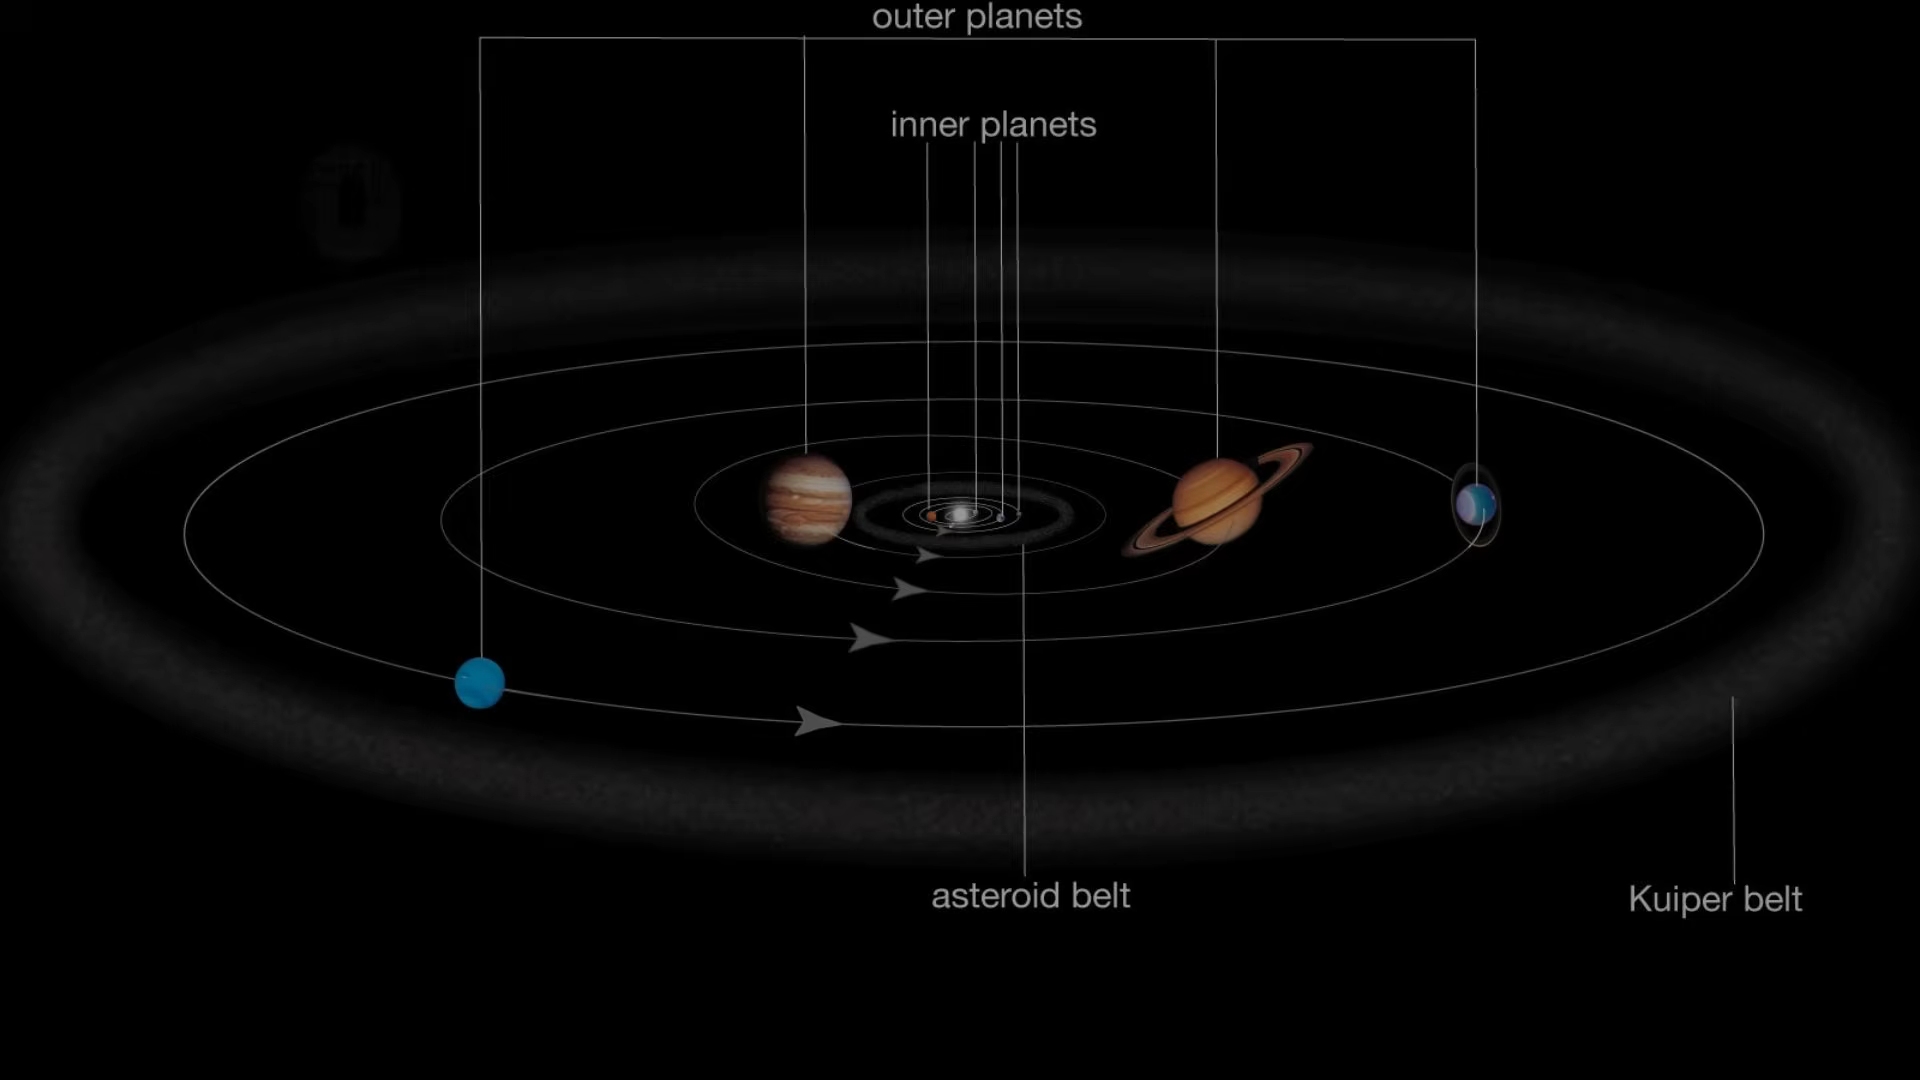 outer planets
inner planets
asteroid belt
Kuiper belt